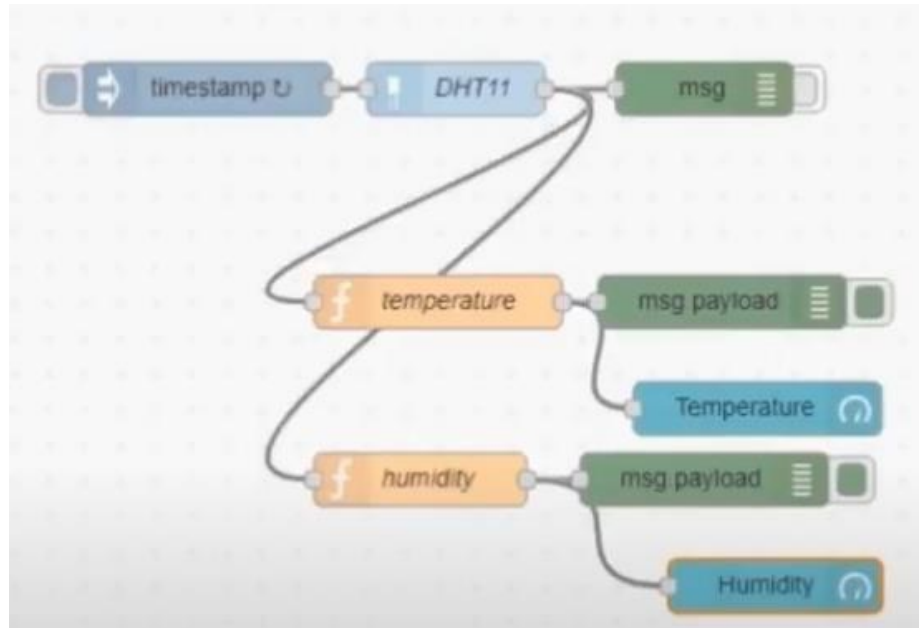 timestamp ↻
DHT11
msg
temperature
msg payload
Temperature
humidity
msg payload
Humidity